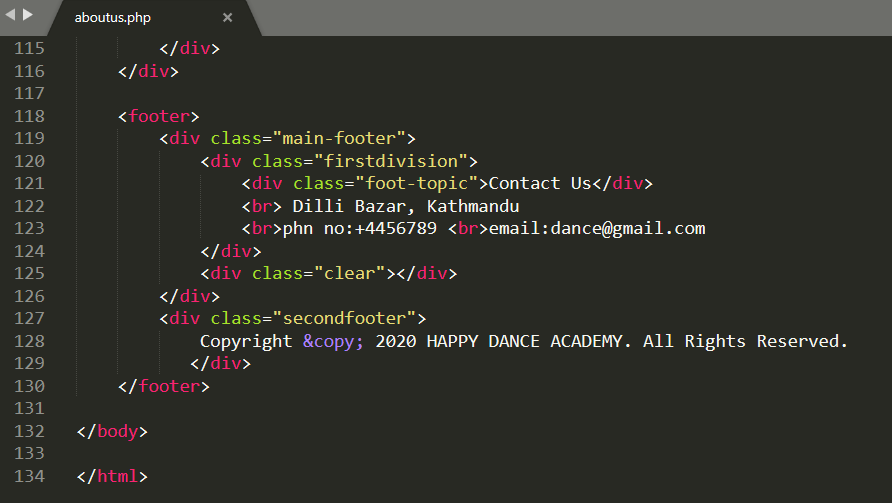 aboutus.php ×
115 </div>
116 </div>
117
118 <footer>
119 <div class="main-footer">
120 <div class="firstdivision">
121 <div class="foot-topic">Contact Us</div>
122 <br> Dilli Bazar, Kathmandu
123 <br>phn no:+4456789 <br>email:dance@gmail.com
124 </div>
125 <div class="clear"></div>
126 </div>
127 <div class="secondfooter">
128 Copyright &copy; 2020 HAPPY DANCE ACADEMY. All Rights Reserved.
129 </div>
130 </footer>
131
132 </body>
133
134 </html>